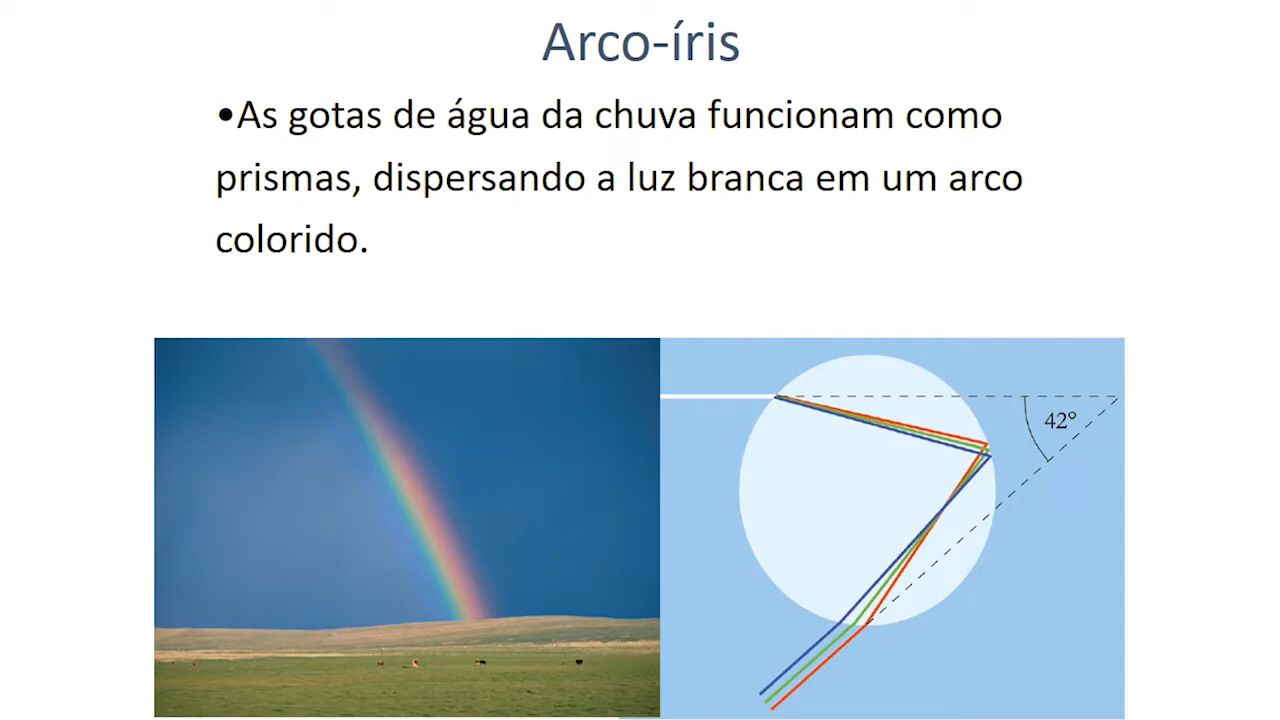 Arco-íris
•As gotas de água da chuva funcionam como
prismas, dispersando a luz branca em um arco
colorido.
42°